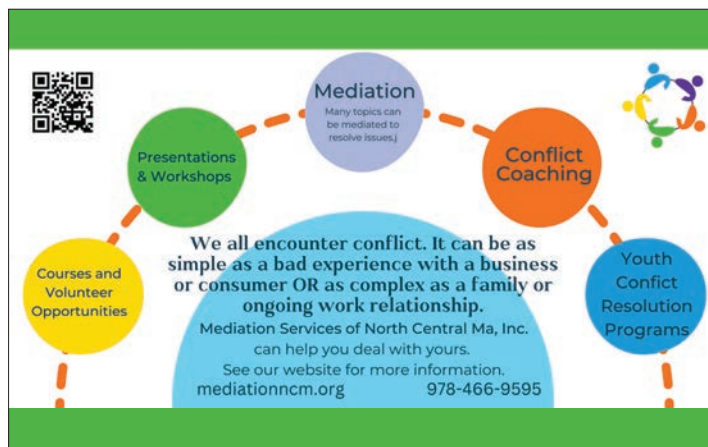 Mediation
Many topics can
be mediated to
resolve issues.j
Presentations
& Workshops
Conflict
Coaching
Courses and
Volunteer
Opportunities
Youth
Confict
Resolution
Programs
We all encounter conflict. It can be as
simple as a bad experience with a business
or consumer OR as complex as a family or
ongoing work relationship.
Mediation Services of North Central Ma, Inc.
can help you deal with yours.
See our website for more information.
mediationncm.org 978-466-9595